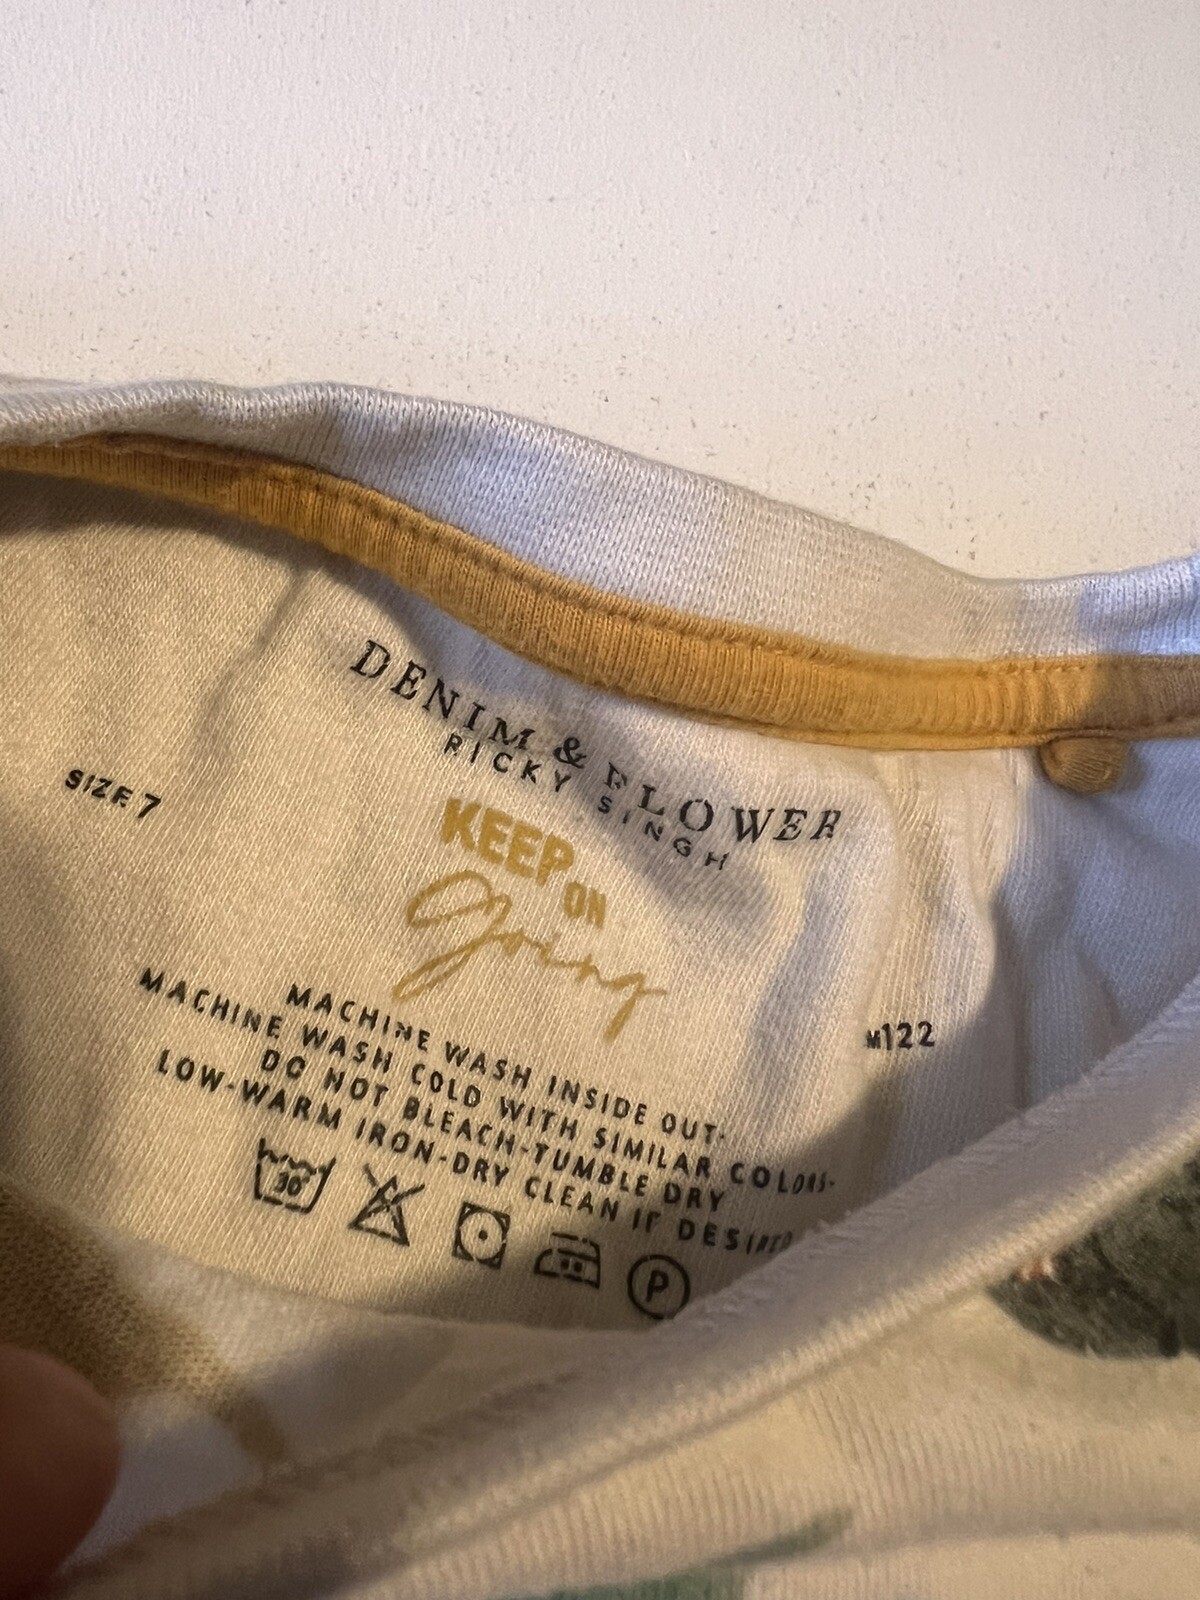 DENIM & FLOWER
RICKY SINGH
SIZE 7
KEEP ON
going
M122
MACHINE WASH INSIDE OUT-
MACHINE WASH COLD WITH SIMILAR COLORS-
DO NOT BLEACH-TUMBLE DRY
LOW-WARM IRON-DRY CLEAN IF DESIRED
30°
P